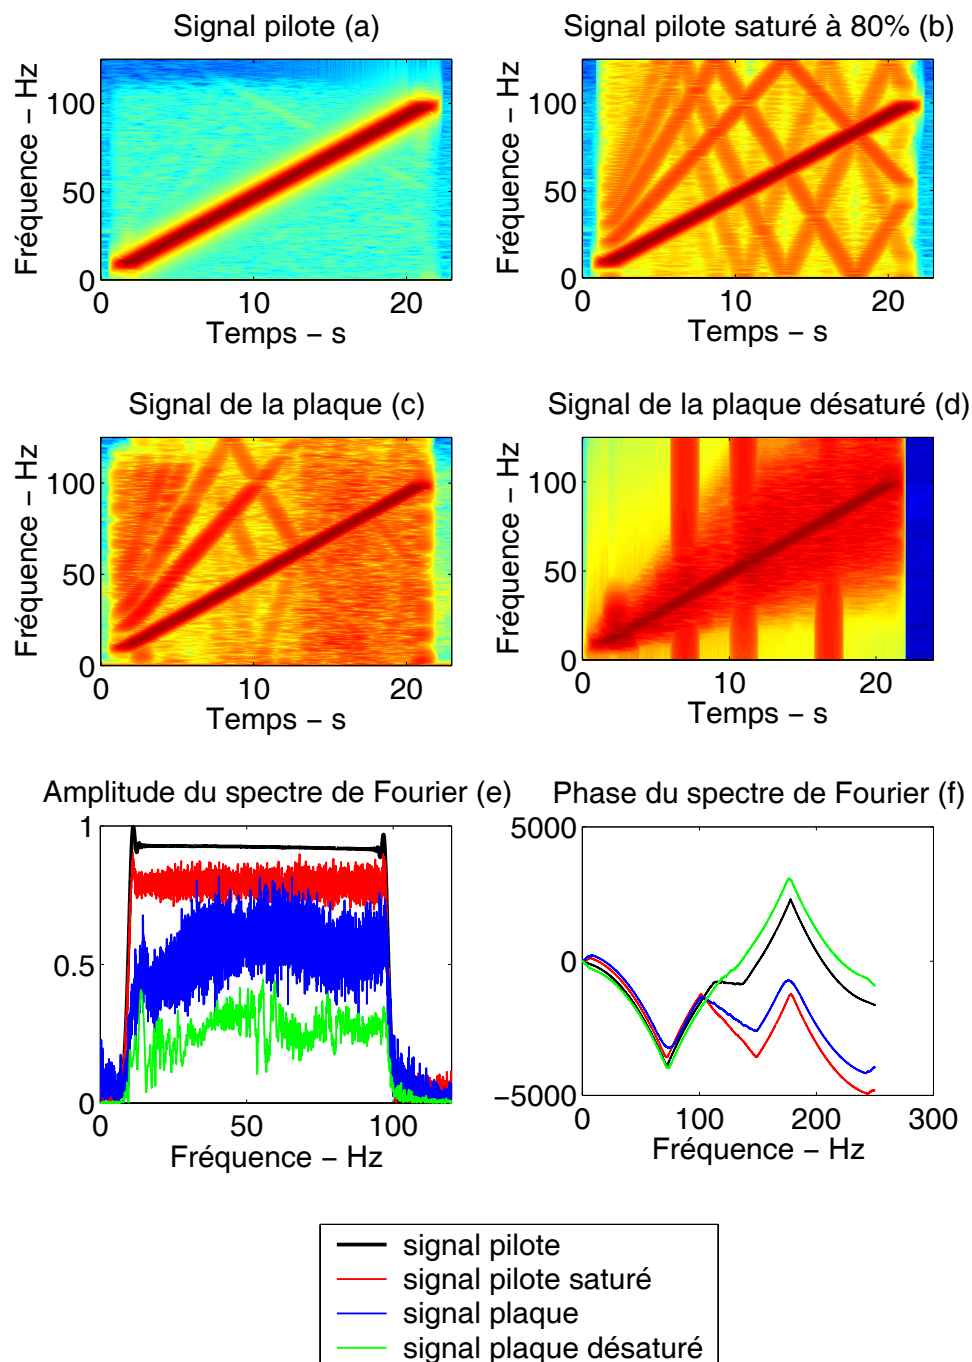 Signal pilote (a)
Signal pilote saturé à 80% (b)
Fréquence – Hz
100
50
0
0
10
20
Temps – s
Fréquence – Hz
100
50
0
0
10
20
Temps – s
Signal de la plaque (c)
Signal de la plaque désaturé (d)
Fréquence – Hz
100
50
0
0
10
20
Temps – s
Fréquence – Hz
100
50
0
0
10
20
Temps – s
Amplitude du spectre de Fourier (e)
Phase du spectre de Fourier (f)
1
0.5
0
0
50
100
Fréquence – Hz
5000
0
−5000
0
100
200
300
Fréquence – Hz
signal pilote
signal pilote saturé
signal plaque
signal plaque désaturé